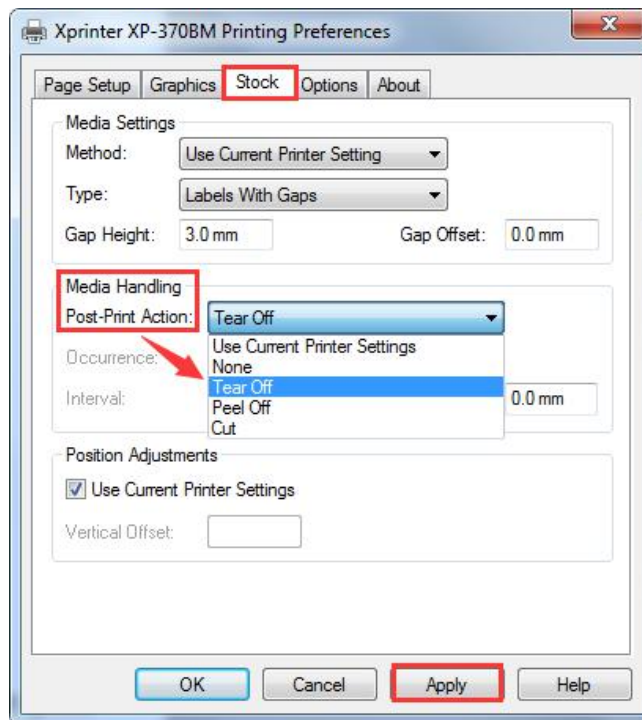 Xprinter XP-370BM Printing Preferences
Page Setup Graphics Stock Options About
Media Settings
Method: Use Current Printer Setting
Type: Labels With Gaps
Gap Height: 3.0 mm Gap Offset: 0.0 mm
Media Handling
Post-Print Action: Tear Off
Use Current Printer Settings
Occurrence:
None
Tear Off
Interval: 0.0 mm
Peel Off
Cut
Position Adjustments
Use Current Printer Settings
Vertical Offset:
OK Cancel Apply Help